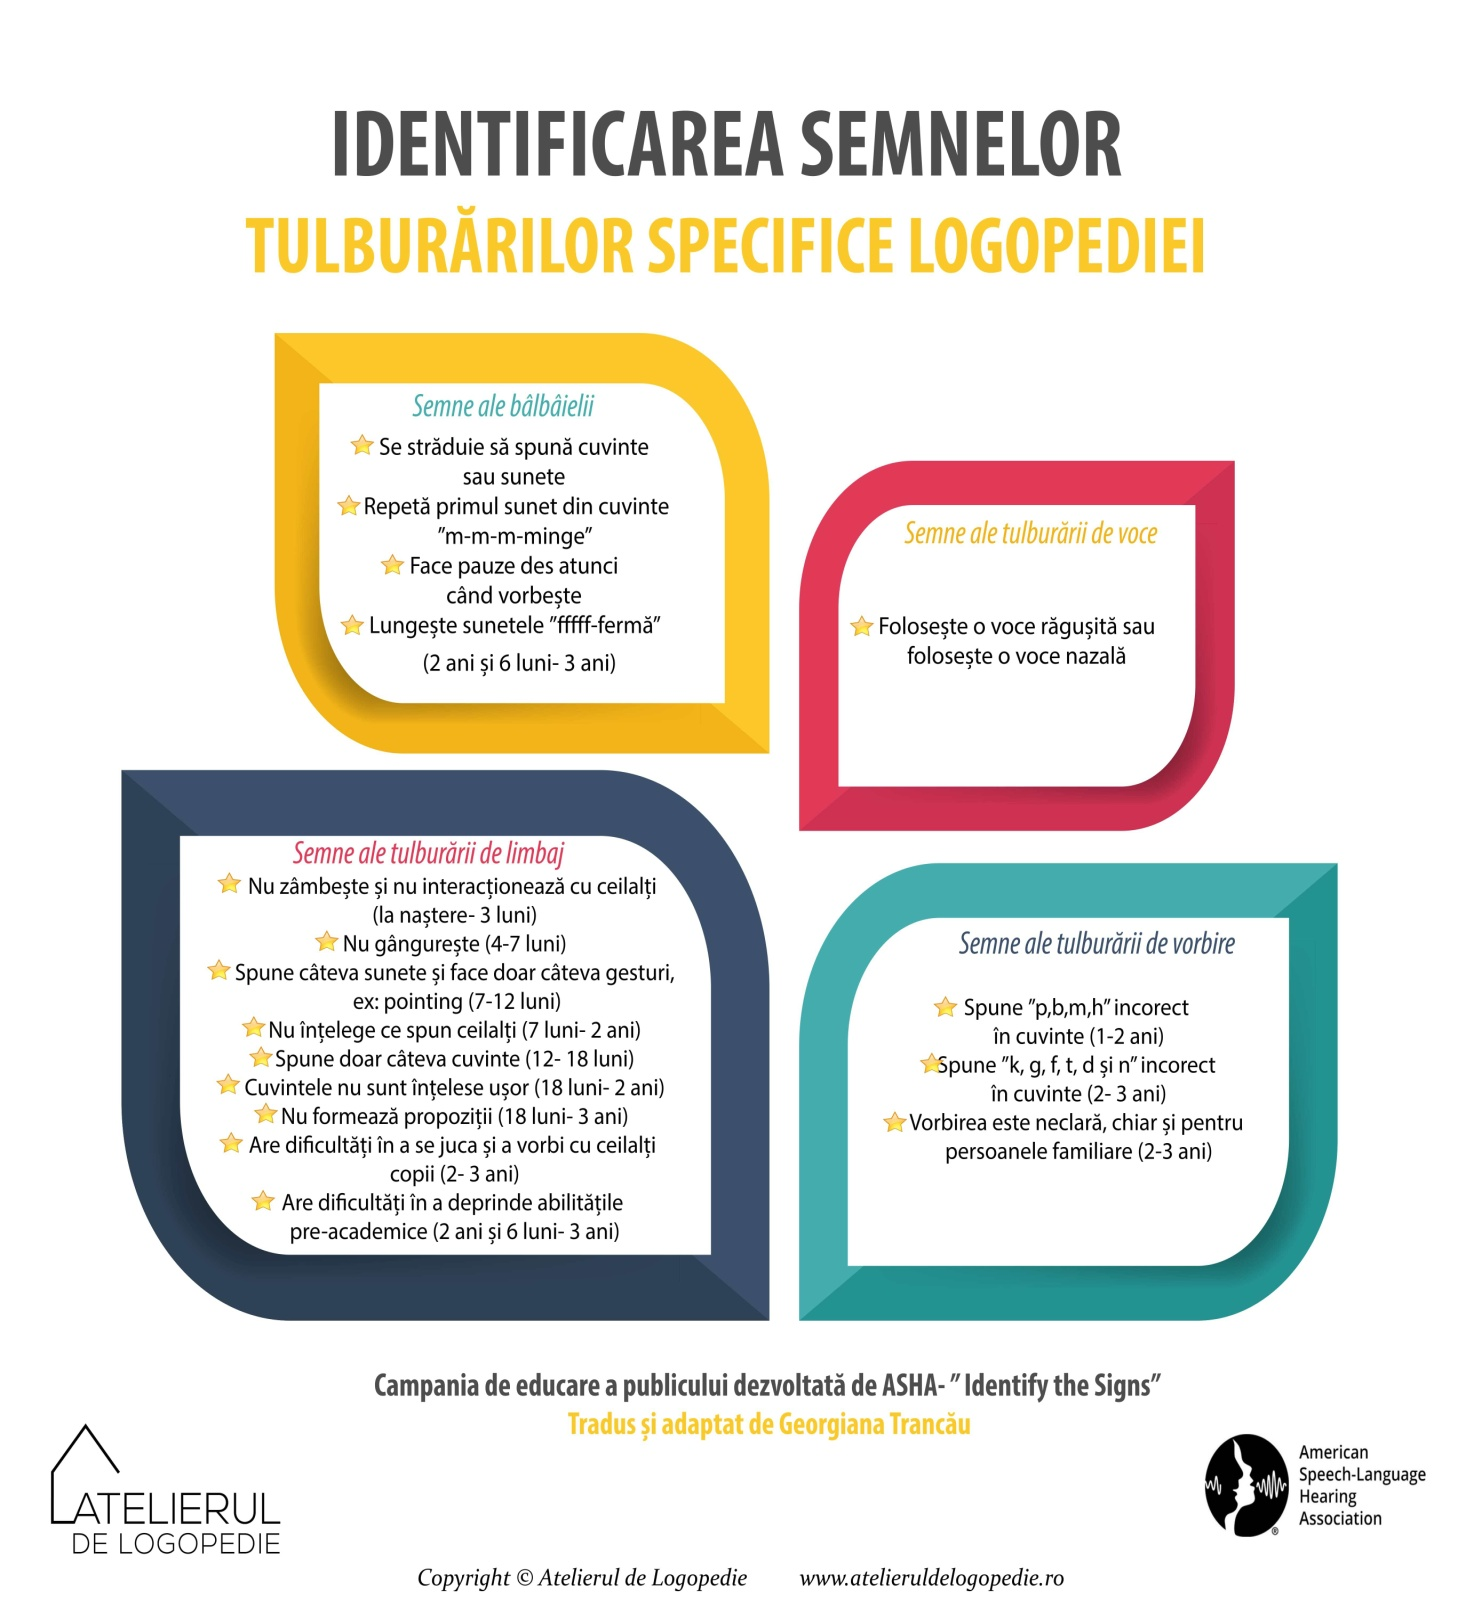 IDENTIFICAREA SEMNELOR
TULBURĂRILOR SPECIFICE LOGOPEDIEI
Semne ale bâlbâielii
Se străduie să spună cuvinte
sau sunete
Repetă primul sunet din cuvinte
”m-m-m-minge”
Face pauze des atunci
când vorbește
Lungește sunetele ”fffff-fermă”
(2 ani și 6 luni- 3 ani)
Semne ale tulburării de voce
Folosește o voce răgușită sau
folosește o voce nazală
Semne ale tulburării de limbaj
Nu zâmbește și nu interacționează cu ceilalți
(la naștere- 3 luni)
Nu gângurește (4-7 luni)
Spune câteva sunete și face doar câteva gesturi,
ex: pointing (7-12 luni)
Nu înțelege ce spun ceilalți (7 luni- 2 ani)
Spune doar câteva cuvinte (12- 18 luni)
Cuvintele nu sunt înțelese ușor (18 luni- 2 ani)
Nu formează propoziții (18 luni- 3 ani)
Are dificultăți în a se juca și a vorbi cu ceilalți
copii (2- 3 ani)
Are dificultăți în a deprinde abilitățile
pre-academice (2 ani și 6 luni- 3 ani)
Semne ale tulburării de vorbire
Spune ”p,b,m,h” incorect
în cuvinte (1-2 ani)
Spune ”k, g, f, t, d și n” incorect
în cuvinte (2- 3 ani)
Vorbirea este neclară, chiar și pentru
persoanele familiare (2-3 ani)
Campania de educare a publicului dezvoltată de ASHA- ” Identify the Signs”
Tradus și adaptat de Georgiana Trancău
ATELIERUL
DE LOGOPEDIE
American
Speech-Language
Hearing
Association
®
Copyright © Atelierul de Logopedie www.atelieruldelogopedie.ro